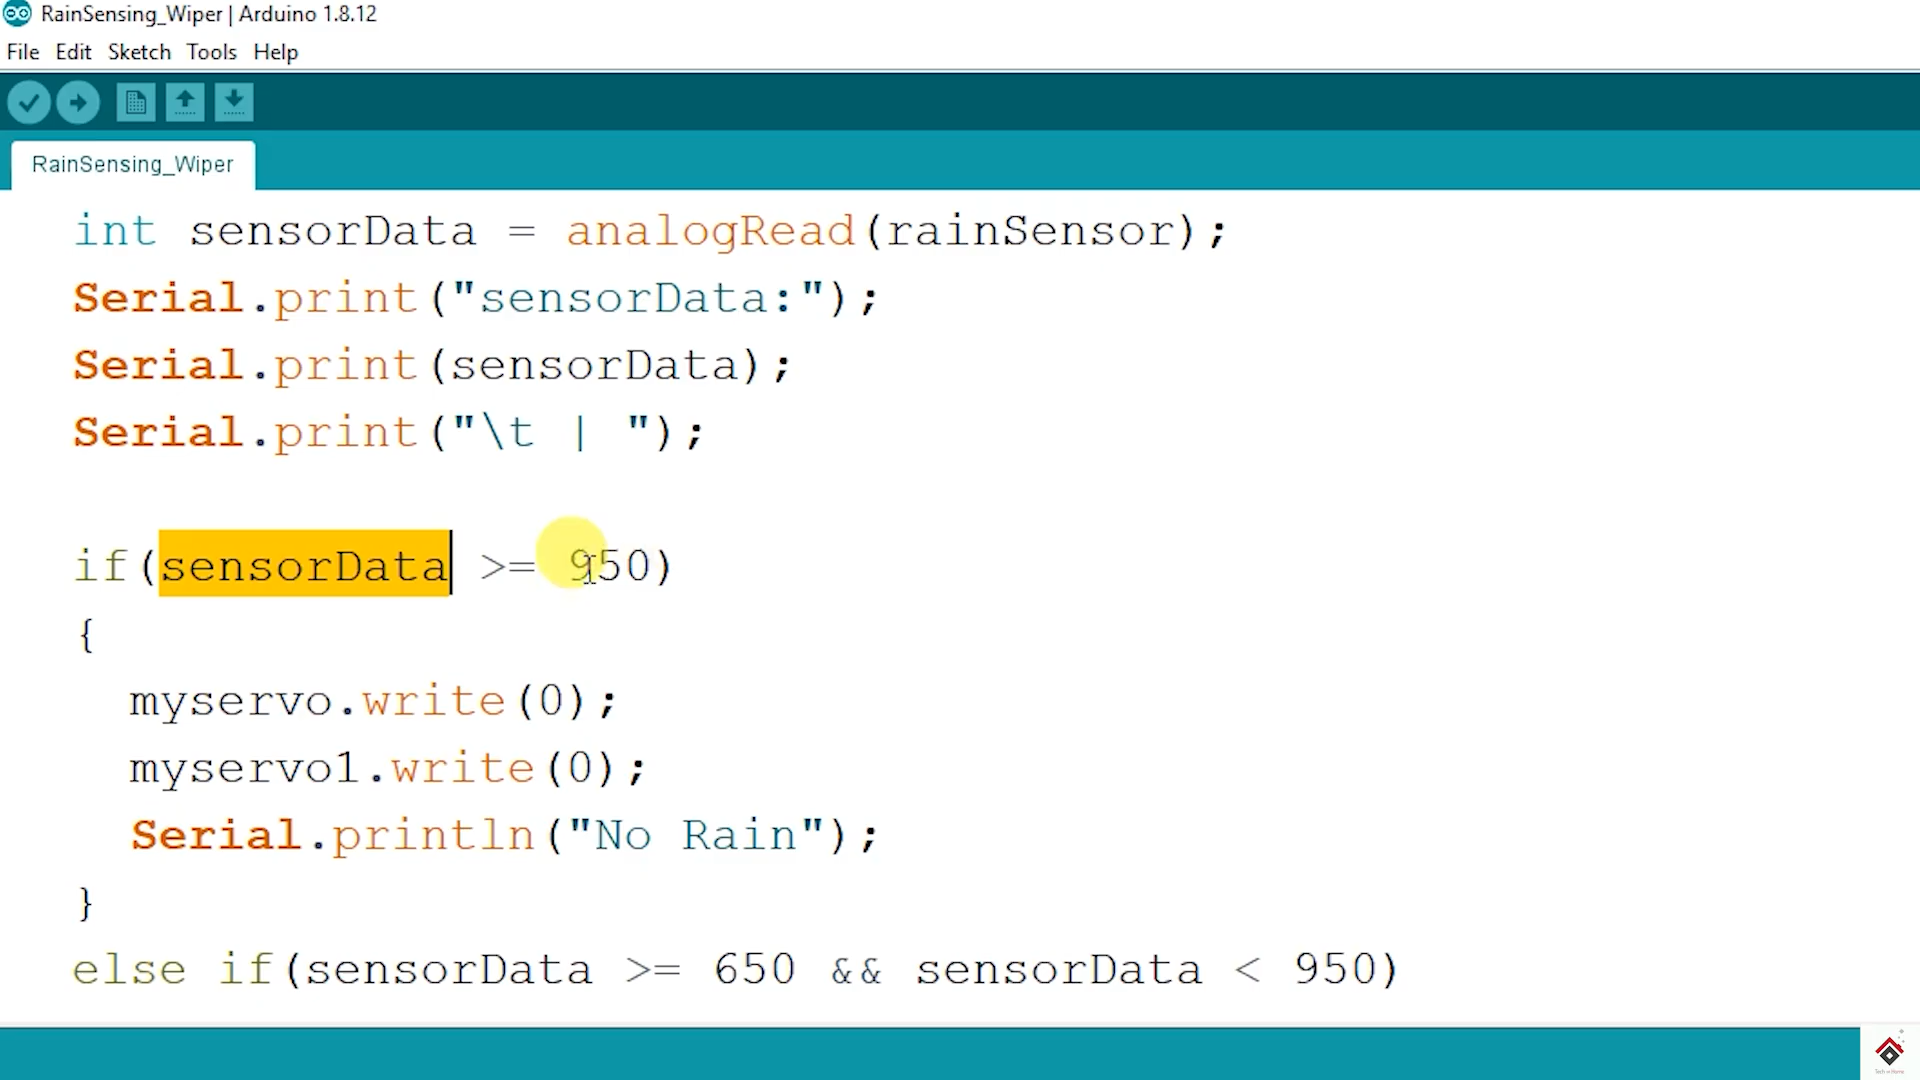 RainSensing_Wiper | Arduino 1.8.12
File Edit Sketch Tools Help
RainSensing_Wiper
int sensorData = analogRead(rainSensor);
Serial.print("sensorData:");
Serial.print(sensorData);
Serial.print("\t | ");
if(sensorData >= 950)
{
myservo.write(0);
myservo1.write(0);
Serial.println("No Rain");
}
else if(sensorData >= 650 && sensorData < 950)